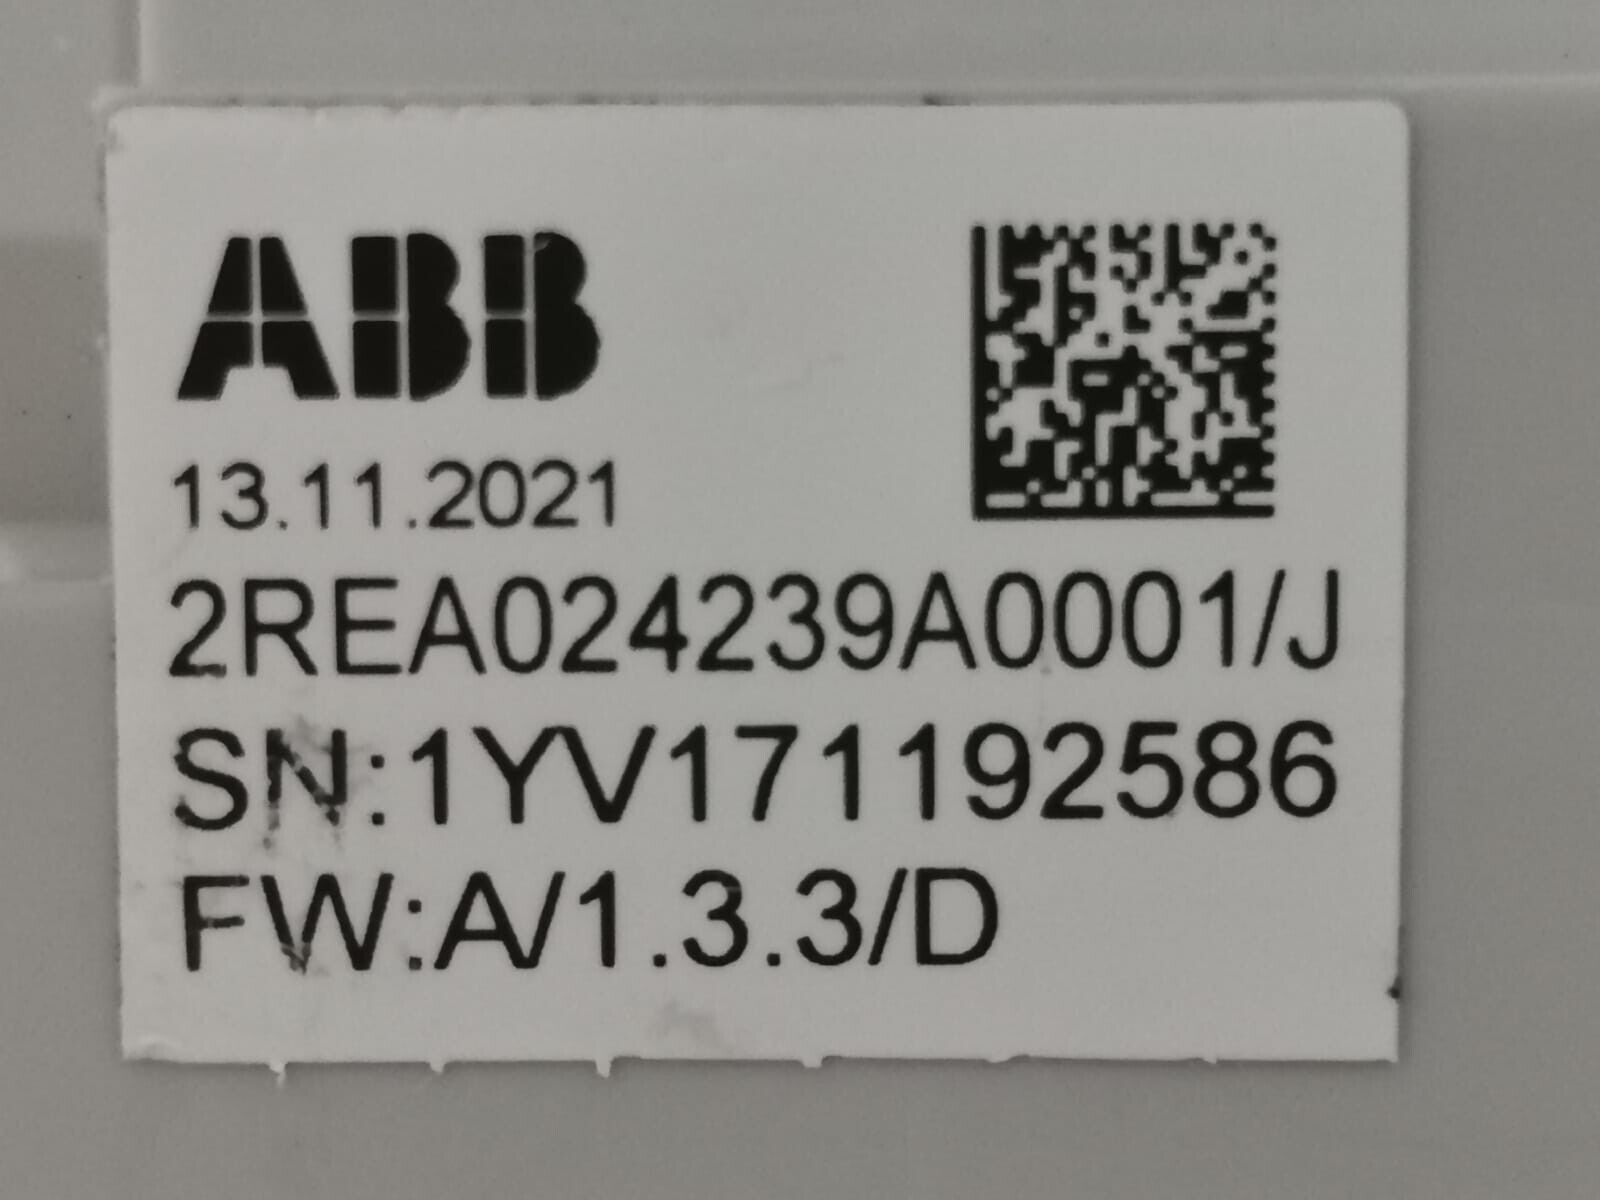 ABB
13.11.2021
2REA024239A0001/J
SN:1YV171192586
FW:A/1.3.3/D